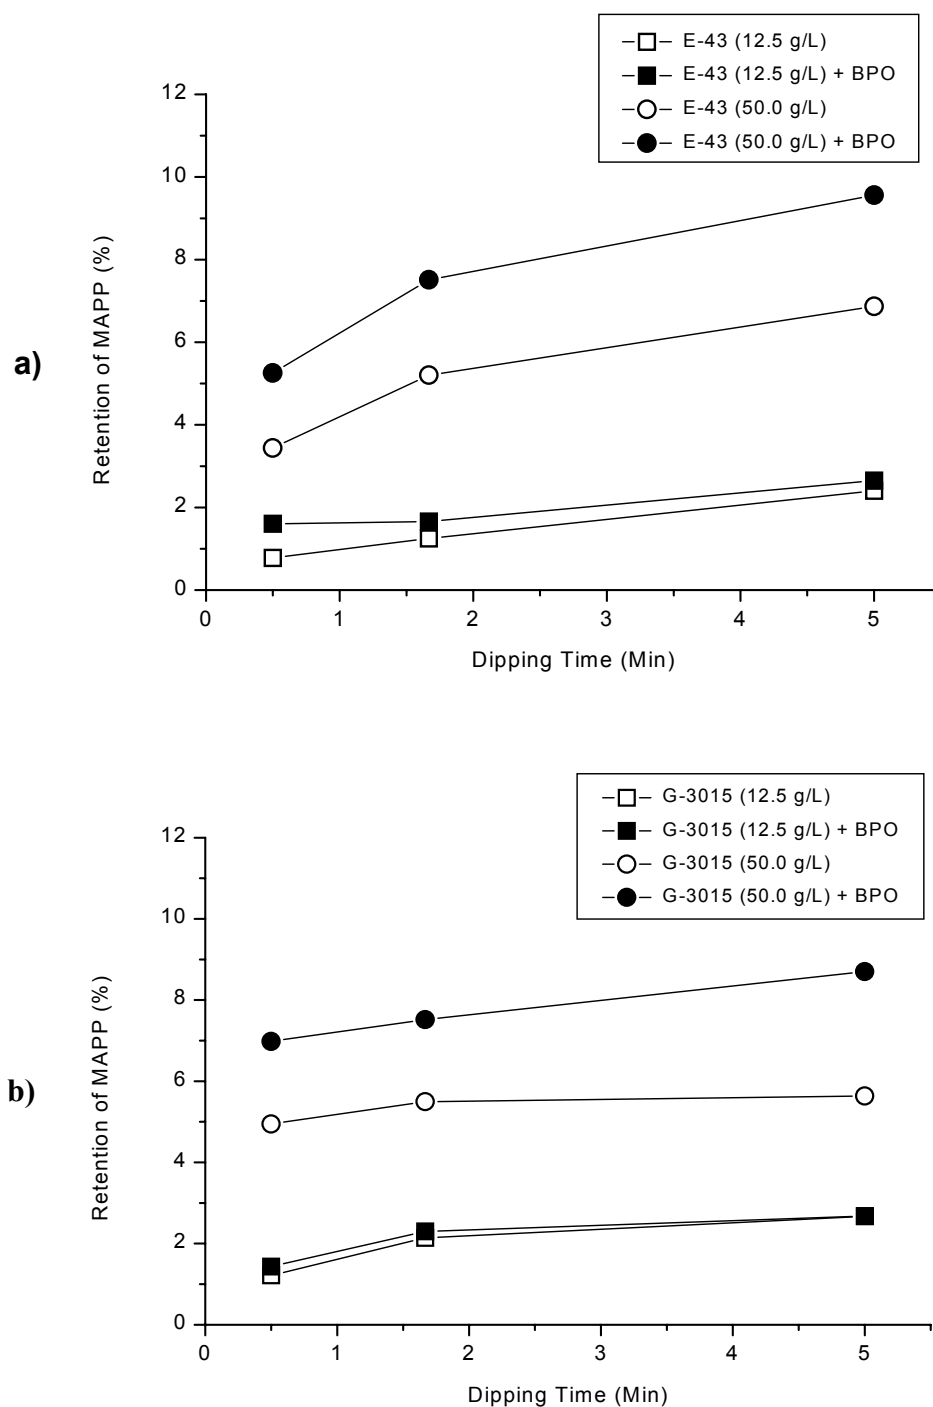 E-43 (12.5 g/L)
E-43 (12.5 g/L) + BPO
E-43 (50.0 g/L)
E-43 (50.0 g/L) + BPO
12
10
8
6
4
2
0
Retention of MAPP (%)
a)
0 1 2 3 4 5
Dipping Time (Min)
G-3015 (12.5 g/L)
G-3015 (12.5 g/L) + BPO
G-3015 (50.0 g/L)
G-3015 (50.0 g/L) + BPO
12
10
8
6
4
2
0
Retention of MAPP (%)
b)
0 1 2 3 4 5
Dipping Time (Min)